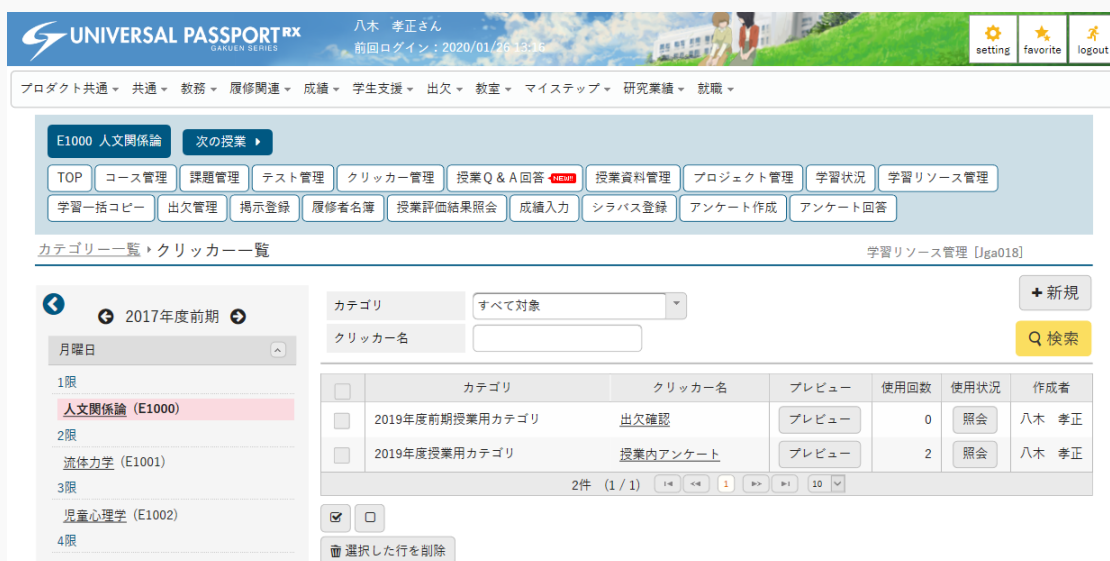 UNIVERSAL PASSPORT RX
GAKUEN SERIES
八木 孝正さん
前回ログイン:2020/01/26 13:16
setting favorite logout
プロダクト共通 共通 教務 履修関連 成績 学生支援 出欠 教室 マイステップ 研究業績 就職
E1000 人文関係論 次の授業
TOP コース管理 課題管理 テスト管理 クリッカー管理 授業Q&A回答 NEW!! 授業資料管理 プロジェクト管理 学習状況 学習リソース管理
学習一括コピー 出欠管理 掲示登録 履修者名簿 授業評価結果照会 成績入力 シラバス登録 アンケート作成 アンケート回答
カテゴリー一覧 クリッカー一覧 学習リソース管理 [Jga018]
2017年度前期
月曜日
1限
人文関係論 (E1000)
2限
流体力学 (E1001)
3限
児童心理学 (E1002)
4限
カテゴリ すべて対象
+新規
クリッカー名
検索
カテゴリ クリッカー名 プレビュー 使用回数 使用状況 作成者
2019年度前期授業用カテゴリ 出欠確認 プレビュー 0 照会 八木 孝正
2019年度授業用カテゴリ 授業内アンケート プレビュー 2 照会 八木 孝正
2件 (1 / 1) 1 10
選択した行を削除